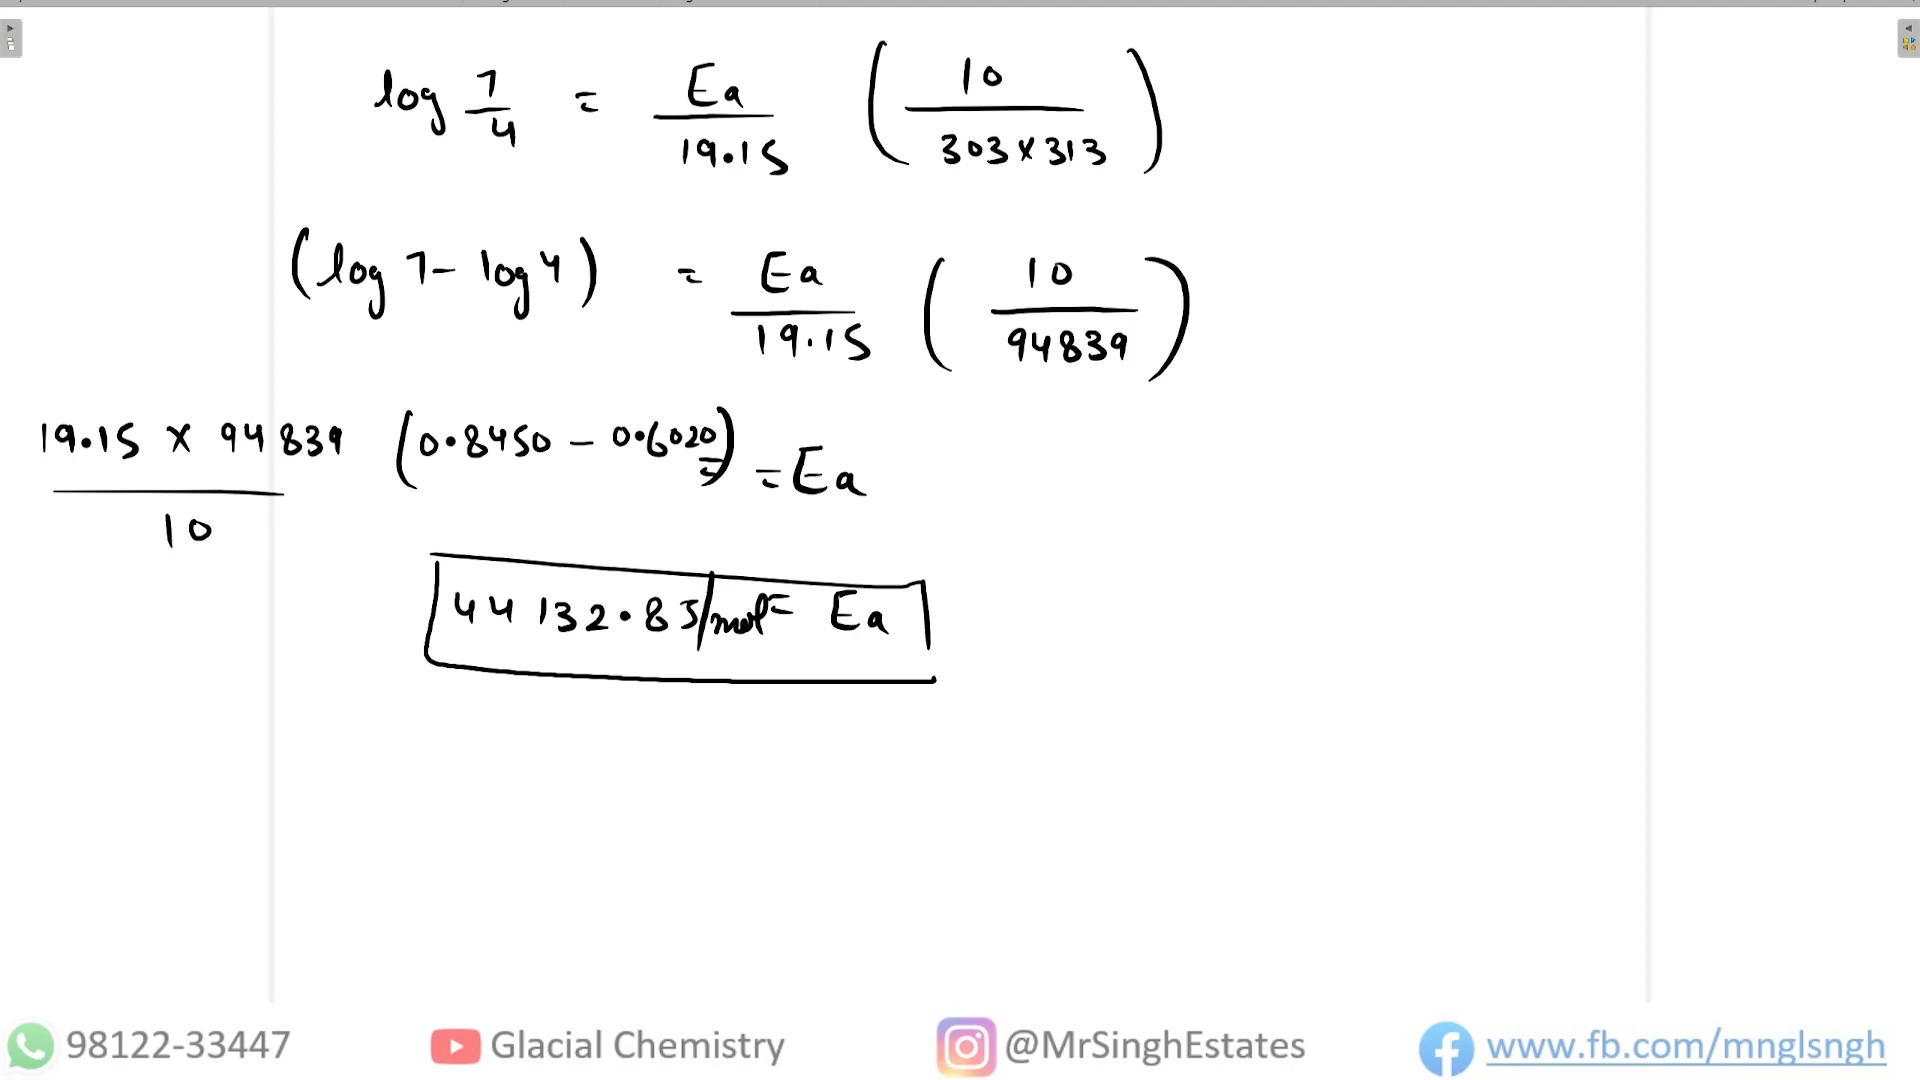 log 7/4 = Ea/19.15 (10/303×313)
(log 7 - log 4) = Ea/19.15 (10/94839)
19.15 × 94839/10 (0.8450 - 0.6020) = Ea
44132.8J/mol = Ea
98122-33447
Glacial Chemistry
@MrSinghEstates
www.fb.com/mnglsngh